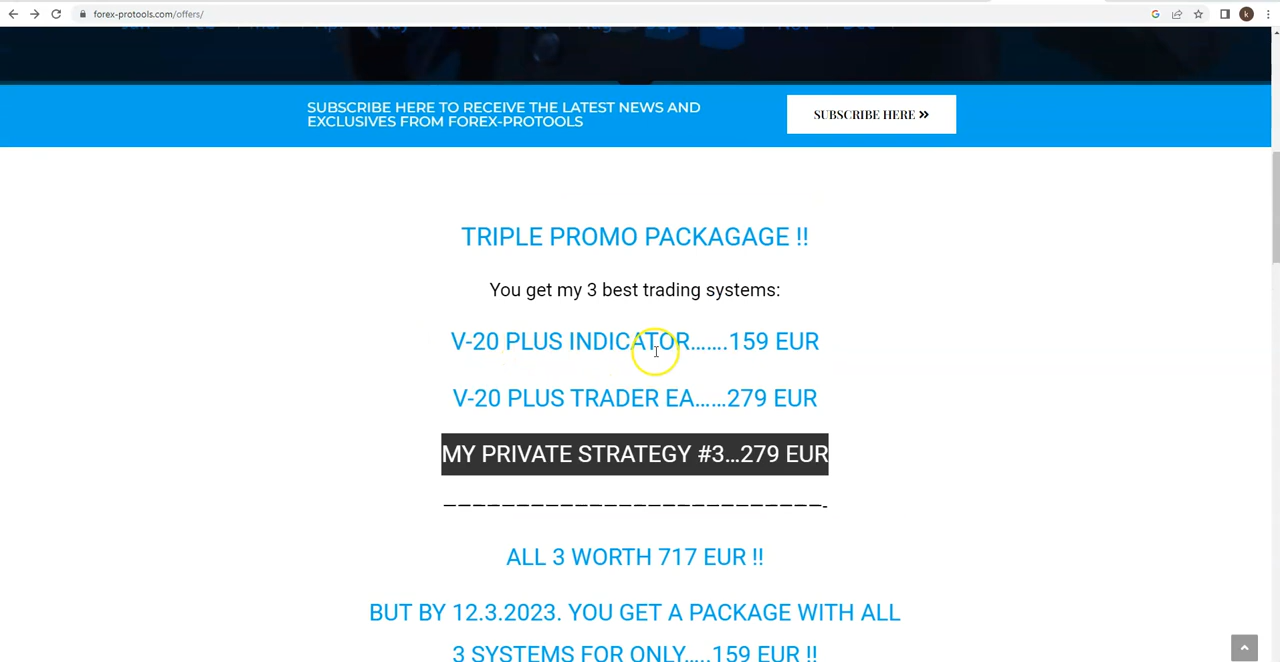 forex-protools.com/offers/
k
SUBSCRIBE HERE TO RECEIVE THE LATEST NEWS AND
EXCLUSIVES FROM FOREX-PROTOOLS
SUBSCRIBE HERE »
TRIPLE PROMO PACKAGAGE !!
You get my 3 best trading systems:
V-20 PLUS INDICATOR…….159 EUR
V-20 PLUS TRADER EA……279 EUR
MY PRIVATE STRATEGY #3…279 EUR
—————————————————————————-
ALL 3 WORTH 717 EUR !!
BUT BY 12.3.2023. YOU GET A PACKAGE WITH ALL
3 SYSTEMS FOR ONLY…..159 EUR !!